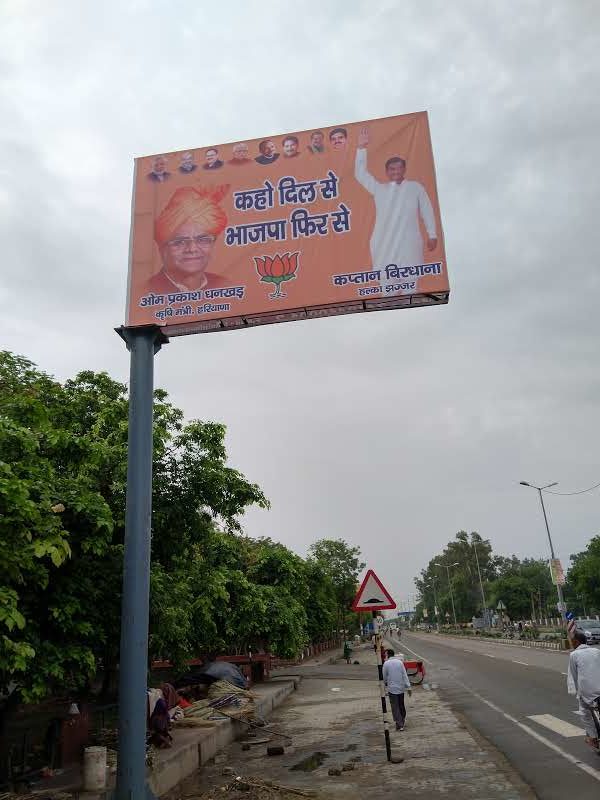 कहो दिल से
भाजपा फिर से
ओम प्रकाश धनखड़
कृषि मंत्री, हरियाणा
कप्तान बिरधाना
हल्का झज्जर